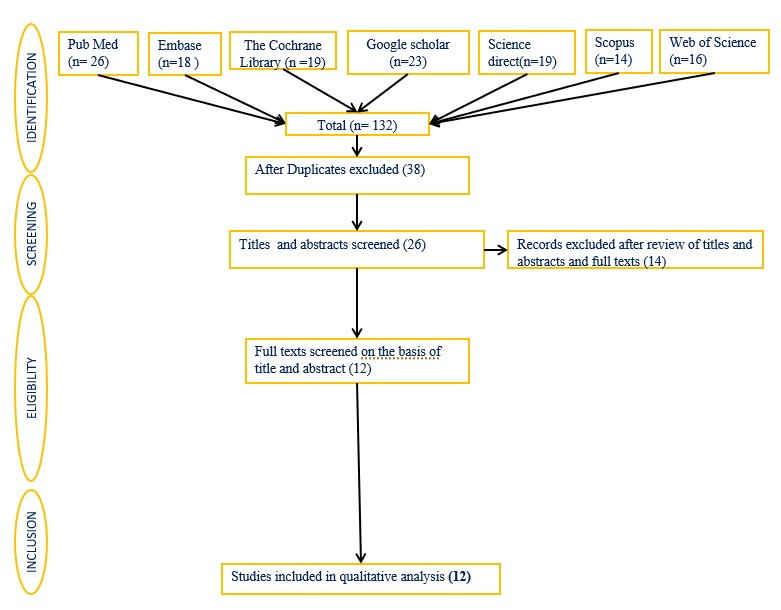 Pub Med
(n= 26)
Embase
(n=18 )
The Cochrane
Library (n =19)
Google scholar
(n=23)
Science
direct(n=19)
Scopus
(n=14)
Web of Science
(n=16)
IDENTIFICATION
Total (n= 132)
After Duplicates excluded (38)
SCREENING
Titles  and abstracts screened (26)
Records excluded after review of titles and
abstracts and full texts (14)
ELIGIBILITY
Full texts screened on the basis of
title and abstract (12)
INCLUSION
Studies included in qualitative analysis (12)